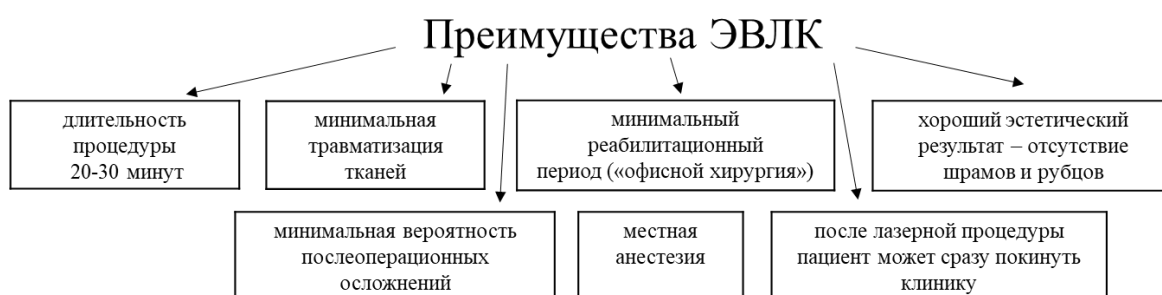 Преимущества ЭВЛК
длительность
процедуры
20-30 минут
минимальная
травматизация
тканей
минимальный
реабилитационный
период («офисной хирургия»)
хороший эстетический
результат – отсутствие
шрамов и рубцов
минимальная вероятность
послеоперационных
осложнений
местная
анестезия
после лазерной процедуры
пациент может сразу покинуть
клинику